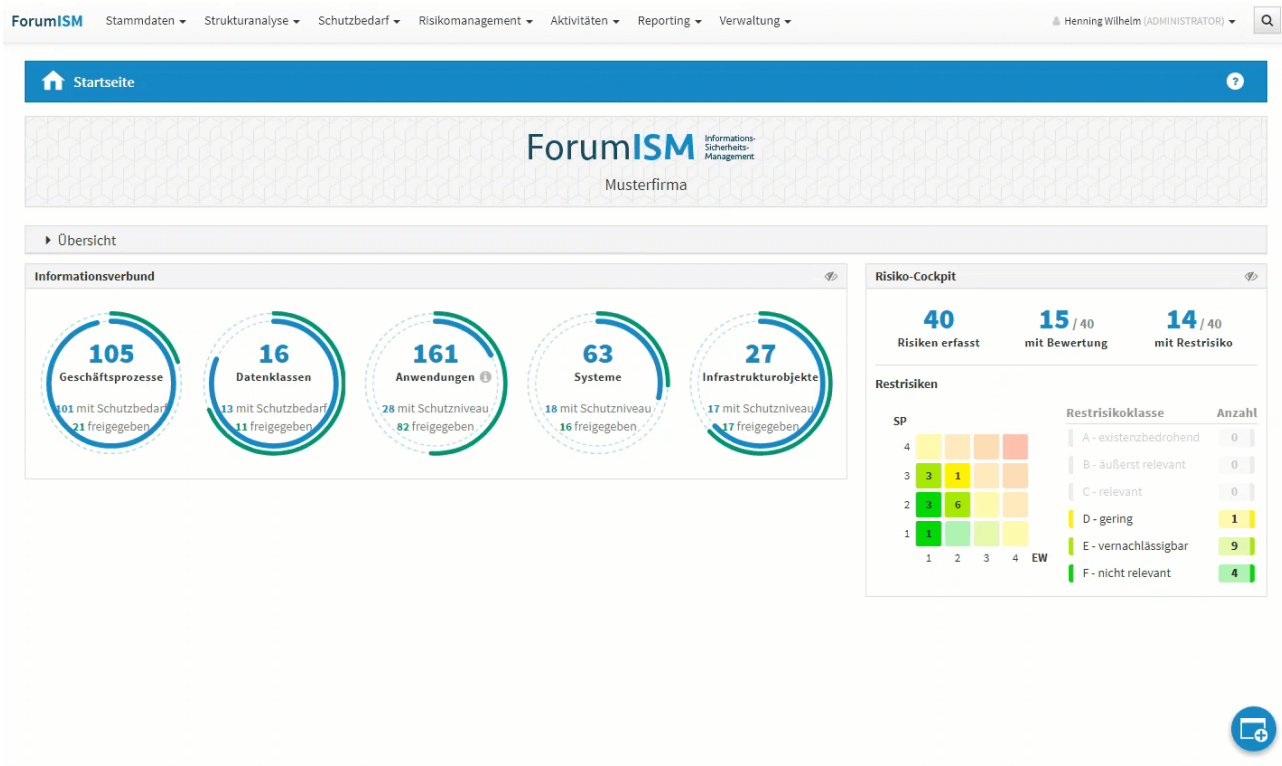 ForumISM Stammdaten Strukturanalyse Schutzbedarf Risikomanagement Aktivitäten Reporting Verwaltung Henning Wilhelm (ADMINISTRATOR)
Startseite ?
ForumISM Informations-
Sicherheits-
Management
Musterfirma
Übersicht
Informationsverbund
105
Geschäftsprozesse
101 mit Schutzbedarf
21 freigegeben
16
Datenklassen
13 mit Schutzbedarf
11 freigegeben
161
Anwendungen i
28 mit Schutzniveau
82 freigegeben
63
Systeme
18 mit Schutzniveau
16 freigegeben
27
Infrastrukturobjekte
17 mit Schutzniveau
17 freigegeben
Risiko-Cockpit
40
Risiken erfasst
15 / 40
mit Bewertung
14 / 40
mit Restrisiko
Restrisiken
SP
4
3 3 1
2 3 6
1 1
1 2 3 4 EW
Restrisikoklasse Anzahl
A - existenzbedrohend 0
B - äußerst relevant 0
C - relevant 0
D - gering 1
E - vernachlässigbar 9
F - nicht relevant 4